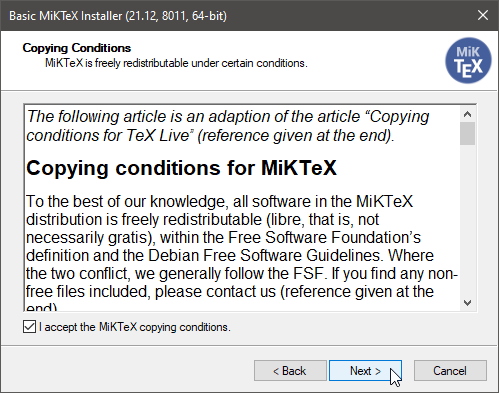 Basic MiKTeX Installer (21.12, 8011, 64-bit)
Copying Conditions
MiKTeX is freely redistributable under certain conditions.
MiK
TEX
The following article is an adaption of the article “Copying
conditions for TeX Live” (reference given at the end).
Copying conditions for MiKTeX
To the best of our knowledge, all software in the MiKTeX
distribution is freely redistributable (libre, that is, not
necessarily gratis), within the Free Software Foundation’s
definition and the Debian Free Software Guidelines. Where
the two conflict, we generally follow the FSF. If you find any non-
free files included, please contact us (reference given at the
end)
I accept the MiKTeX copying conditions.
< Back
Next >
Cancel